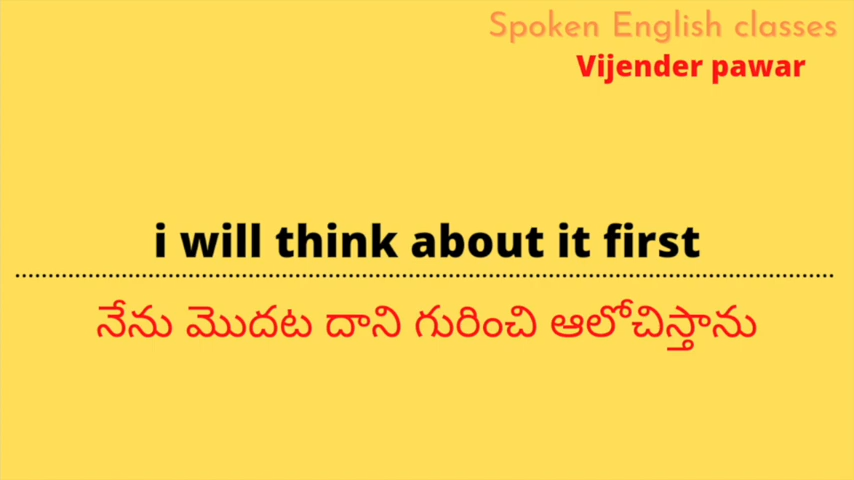 Spoken English classes
Vijender pawar
i will think about it first
నేను మొదట దాని గురించి ఆలోచిస్తాను